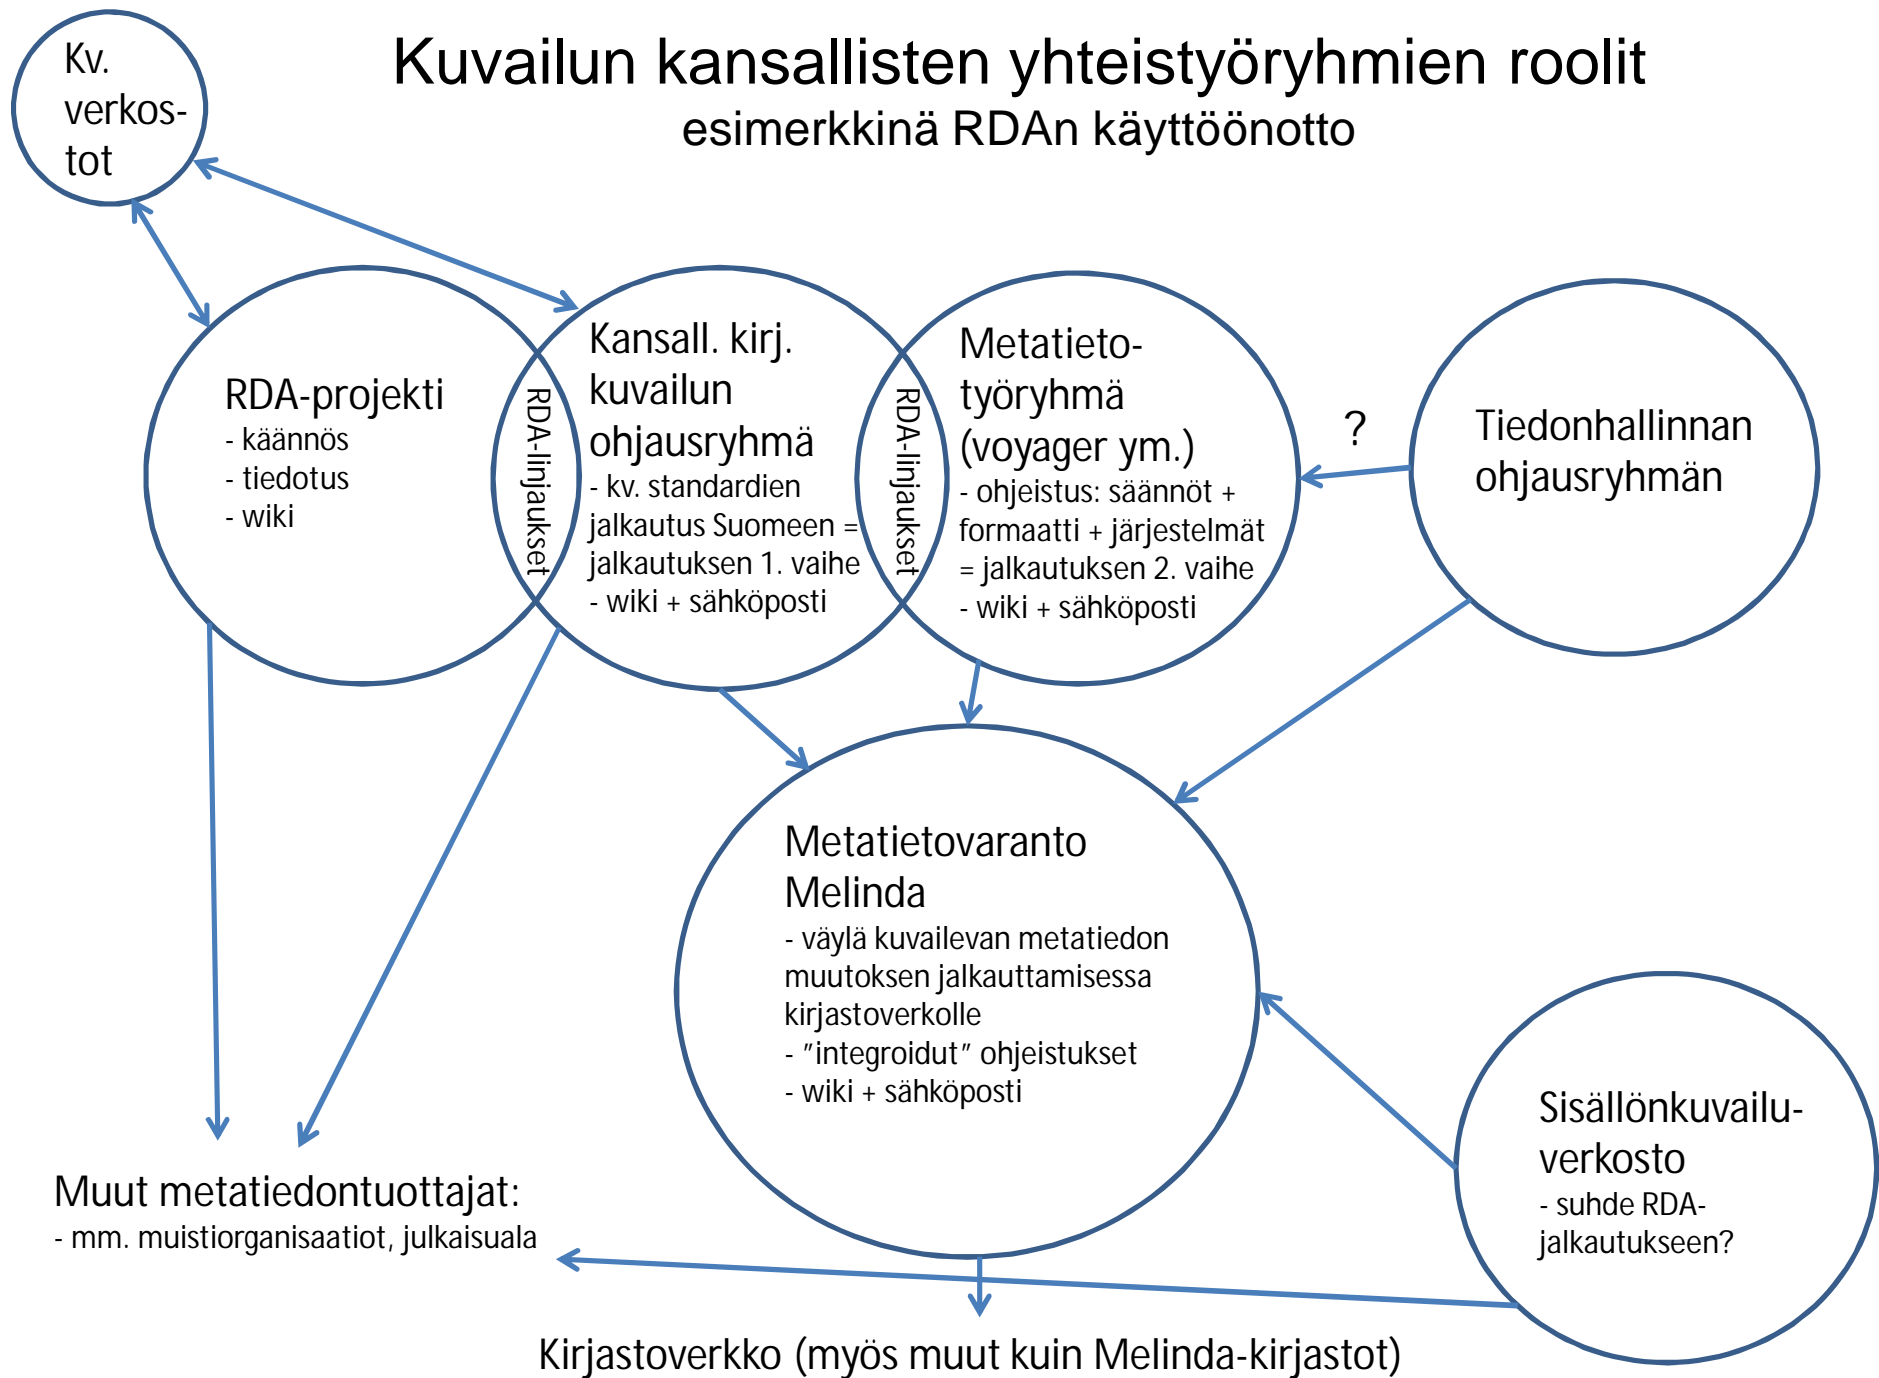 Kuvailun kansallisten yhteistyöryhmien roolit
esimerkkinä RDAn käyttöönotto
Kv.
verkos-
tot
RDA-projekti
- käännös
- tiedotus
- wiki
RDA-linjaukset
Kansall. kirj.
kuvailun
ohjausryhmä
- kv. standardien
jalkautus Suomeen =
jalkautuksen 1. vaihe
- wiki + sähköposti
RDA-linjaukset
Metatieto-
työryhmä
(voyager ym.)
- ohjeistus: säännöt +
formaatti + järjestelmät
= jalkautuksen 2. vaihe
- wiki + sähköposti
?
Tiedonhallinnan
ohjausryhmän
Metatietovaranto
Melinda
- väylä kuvailevan metatiedon
muutoksen jalkauttamisessa
kirjastoverkolle
- ”integroidut” ohjeistukset
- wiki + sähköposti
Sisällönkuvailu-
verkosto
- suhde RDA-
jalkautukseen?
Muut metatiedontuottajat:
- mm. muistiorganisaatiot, julkaisuala
Kirjastoverkko (myös muut kuin Melinda-kirjastot)